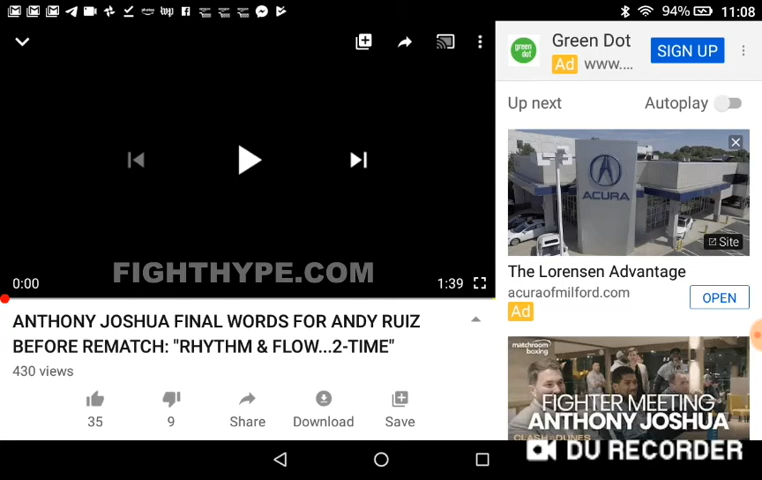 94%
11:08
Green Dot
Ad www....
SIGN UP
Up next
Autoplay
ACURA
Site
FIGHTHYPE.COM
0:00
1:39
The Lorensen Advantage
acuraofmilford.com
Ad
OPEN
ANTHONY JOSHUA FINAL WORDS FOR ANDY RUIZ
BEFORE REMATCH: "RHYTHM & FLOW...2-TIME"
430 views
35
9
Share
Download
Save
matchroom
boxing
FIGHTER MEETING
ANTHONY JOSHUA
CLASH DUNES
DU RECORDER